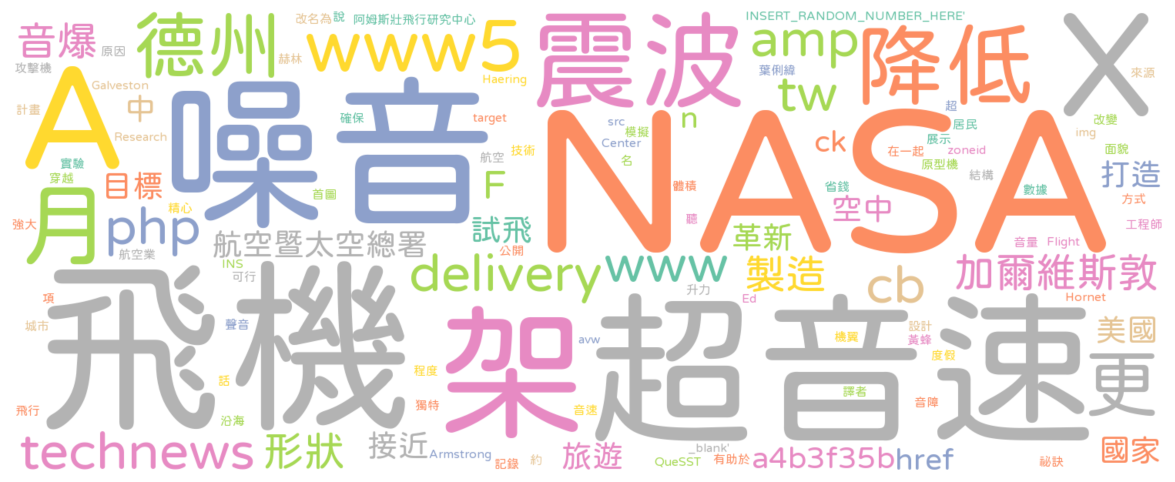 改名為 說 阿姆斯壯飛行研究中心 INSERT_RANDOM_NUMBER_HERE'
音爆 原因 德州 www5 震波 amp 降低 X
攻擊機 赫林 葉俐緯 來源
A Galveston Haering tw 超
計畫 中 噪音 確保 target n src ck 居民 改變
Research 模擬 展示 img
實驗 航空 技術 Center NASA 在一起 zoneid 面貌
穿越 名 原型機
月 目標 首圖 F 體積 省錢 結構 數據 打造
強大 php 精心 試飛 聽 空中 方式
航空業 航空暨太空總署 公開 革新 音量 Flight 工程師
INS 可行 delivery www 製造 cb 加爾維斯敦
項 升力 Ed Hornet
城市 聲音 飛機 架 avw 超音速 機翼 設計 黃蜂 美國
話 程度 度假 更
飛行 沿海 獨特 音速 譯者 音障
technews 形狀 接近 Armstrong 記錄 約 旅遊 _blank' QueSST 有助於 a4b3f35b href 祕訣 國家